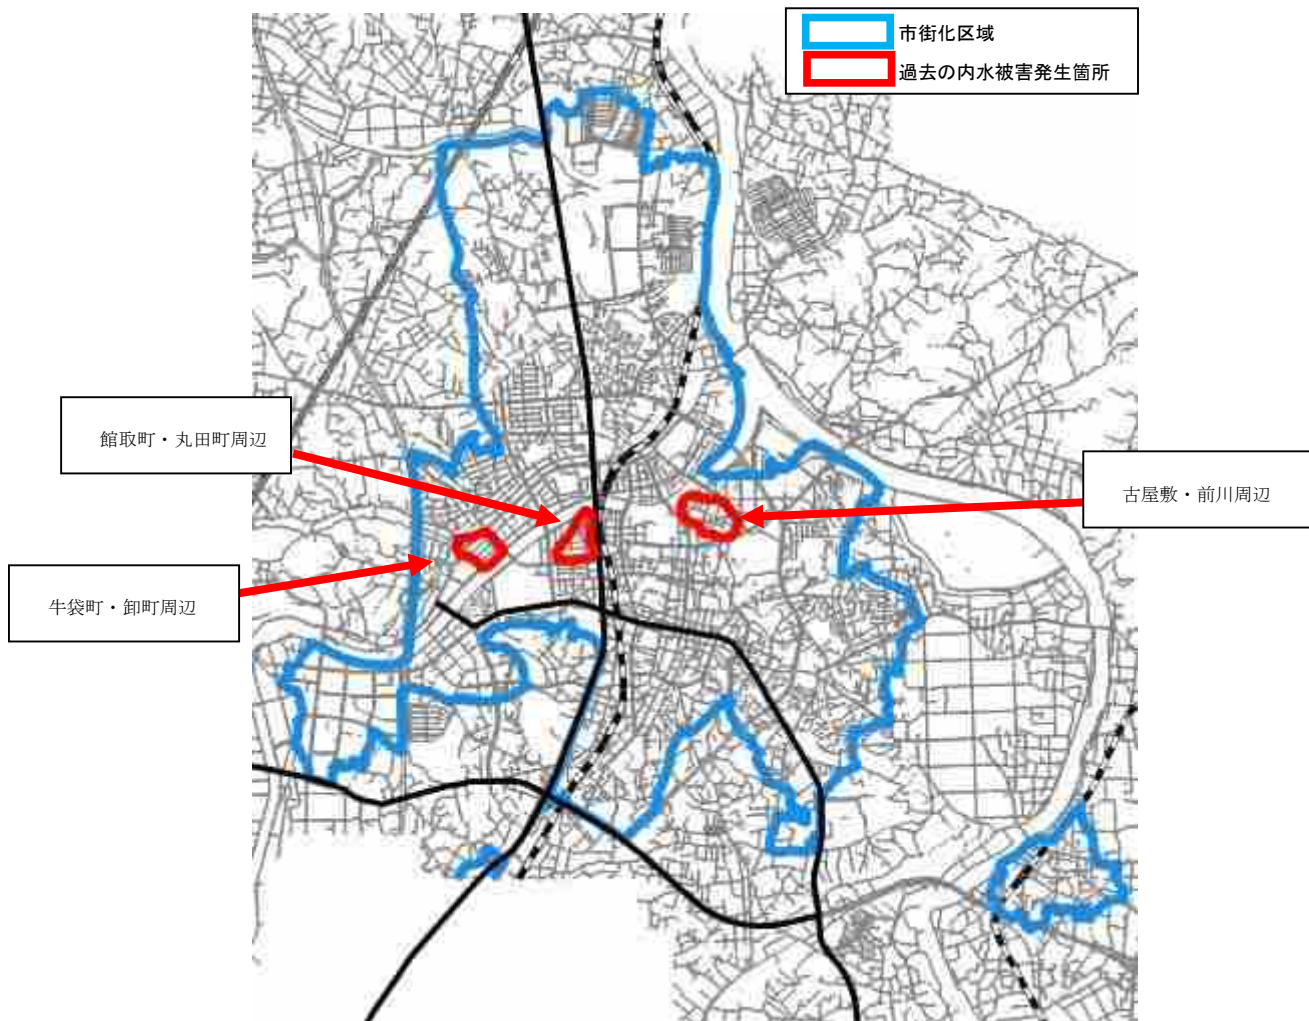 市街化区域
過去の内水被害発生箇所
館取町・丸田町周辺
古屋敷・前川周辺
牛袋町・卸町周辺